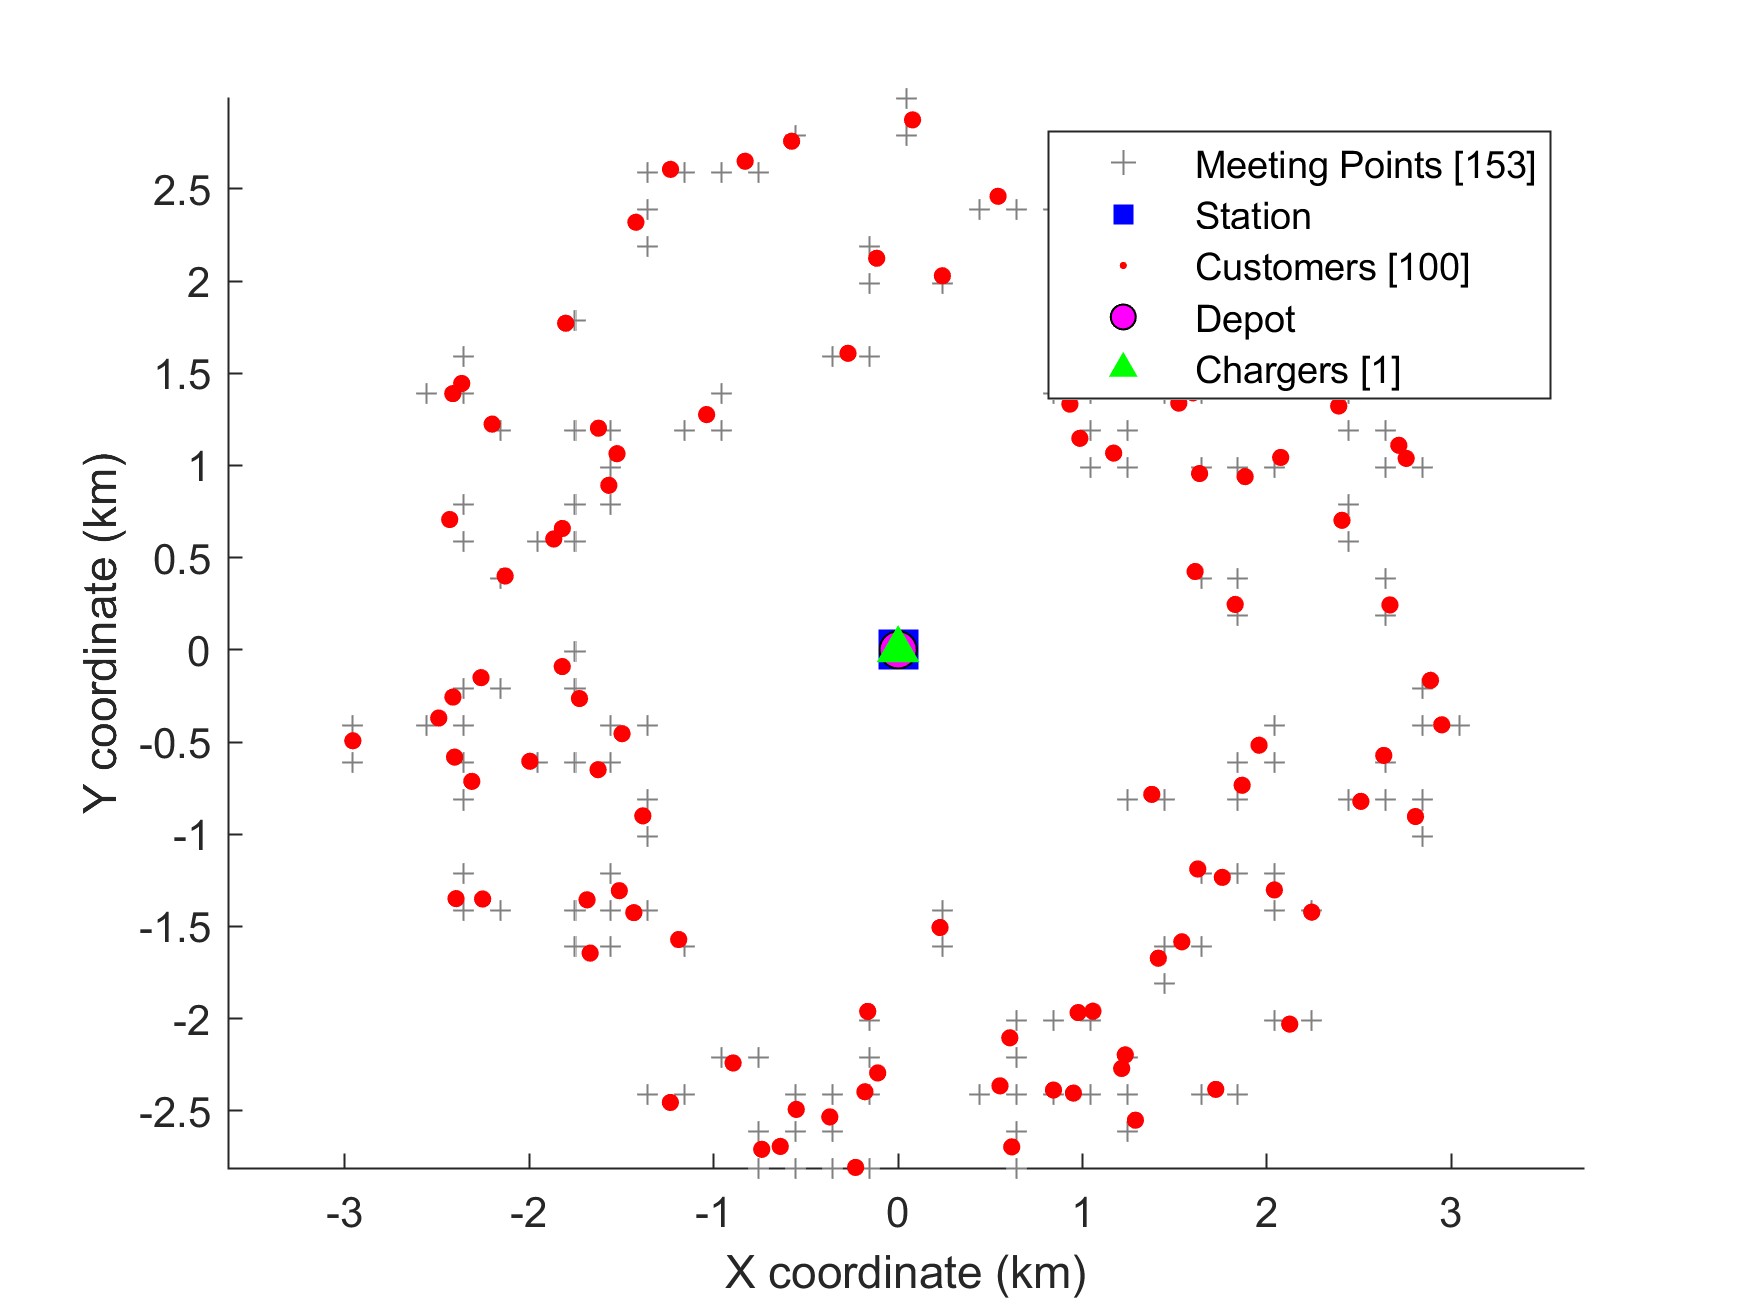 Meeting Points [153]
Station
Customers [100]
Depot
Chargers [1]
2.5
2
1.5
1
0.5
0
-0.5
-1
-1.5
-2
-2.5
Y coordinate (km)
-3 -2 -1 0 1 2 3
X coordinate (km)